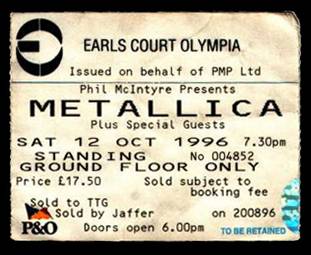 EARLS COURT OLYMPIA
Issued on behalf of PMP Ltd
Phil McIntyre Presents
METALLICA
Plus Special Guests
SAT 12 OCT 1996 7.30pm
STANDING No 004852
GROUND FLOOR ONLY
Price £17.50 Sold subject to
booking fee
Sold to TTG
Sold by Jaffer on 200896
P&O Doors open 6.00pm TO BE RETAINED